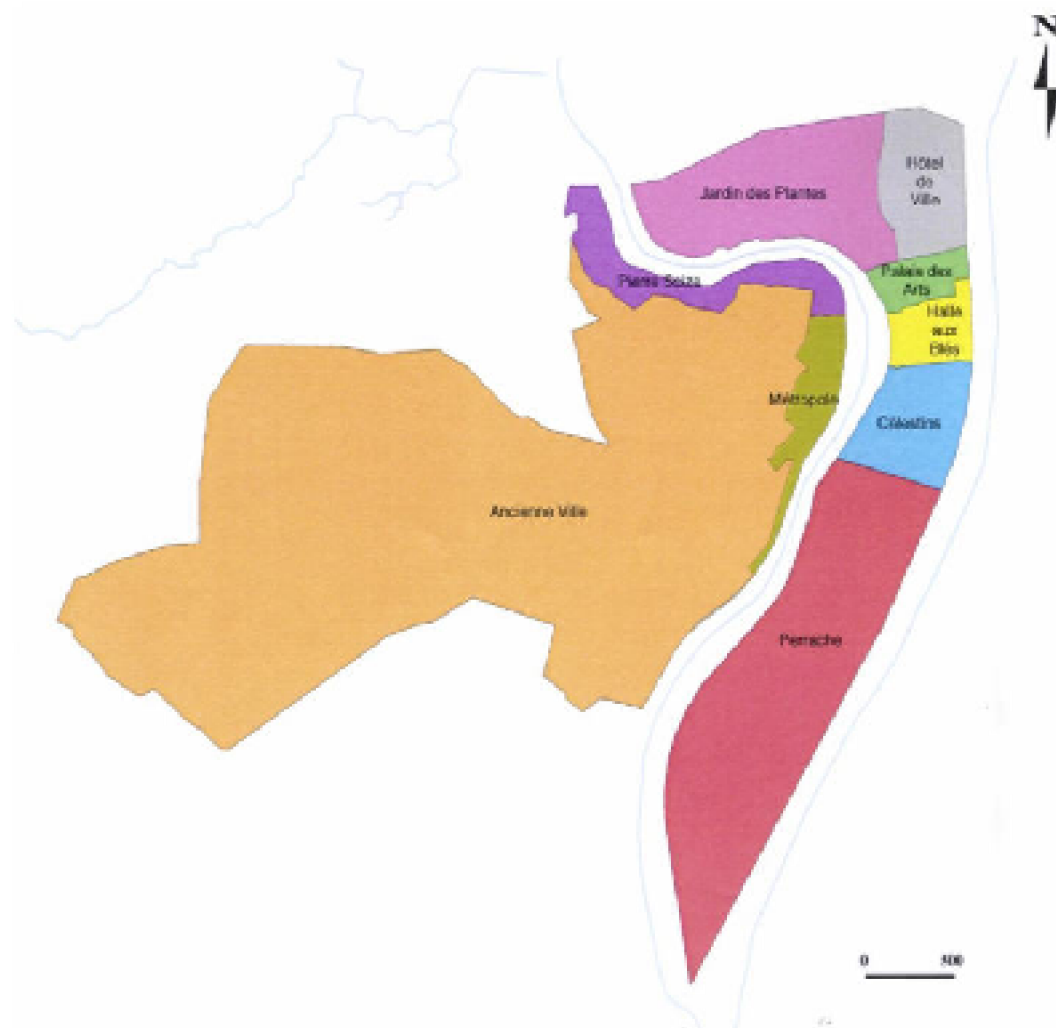 N
Hôtel
de
Ville
Jardin des Plantes
Palais des
Arts
Pierre Scize
Halle
aux
Blés
Métropole
Célestins
Ancienne Ville
Perrache
0 500